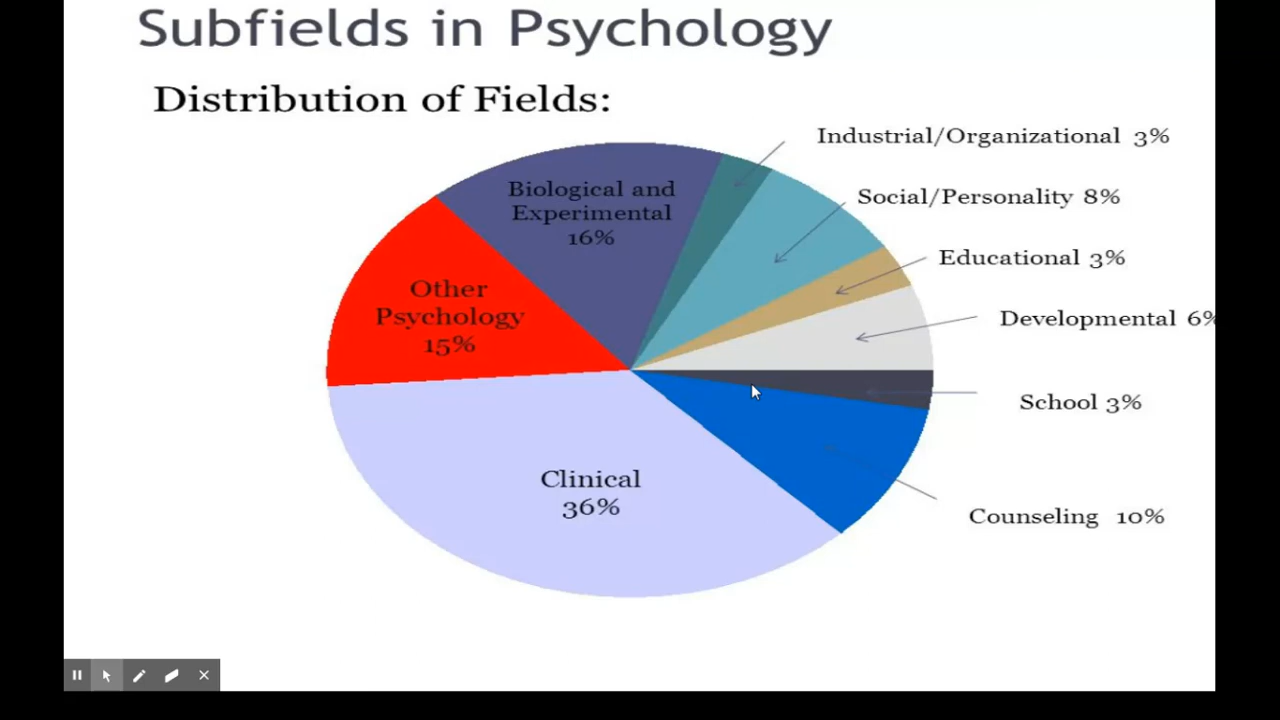 Subfields in Psychology
Distribution of Fields:
Industrial/Organizational 3%
Biological and
Experimental
16%
Social/Personality 8%
Educational 3%
Other
Psychology
15%
Developmental 6%
School 3%
Clinical
36%
Counseling 10%